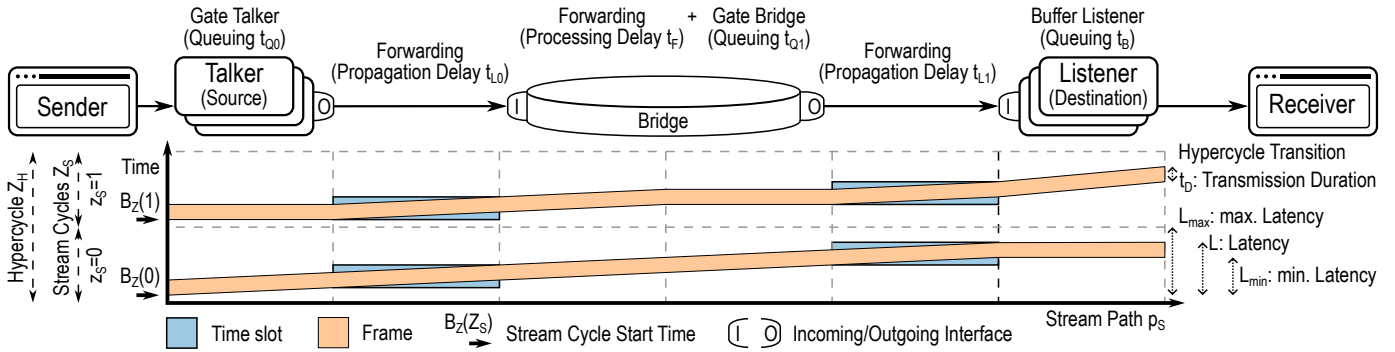 Gate Talker
(Queuing tQ0)
Forwarding
(Propagation Delay tL0)
Forwarding + Gate Bridge
(Processing Delay tF) (Queuing tQ1)
Forwarding
(Propagation Delay tL1)
Buffer Listener
(Queuing tB)
Sender
Talker
(Source)
O
I
Bridge
O
I
Listener
(Destination)
Receiver
Hypercycle ZH
Stream Cycles ZS
zS=1
zS=0
Time
BZ(1)
BZ(0)
Hypercycle Transition
tD: Transmission Duration
Lmax: max. Latency
L: Latency
Lmin: min. Latency
Stream Path pS
Time slot
Frame
BZ(ZS)
Stream Cycle Start Time
I O
Incoming/Outgoing Interface